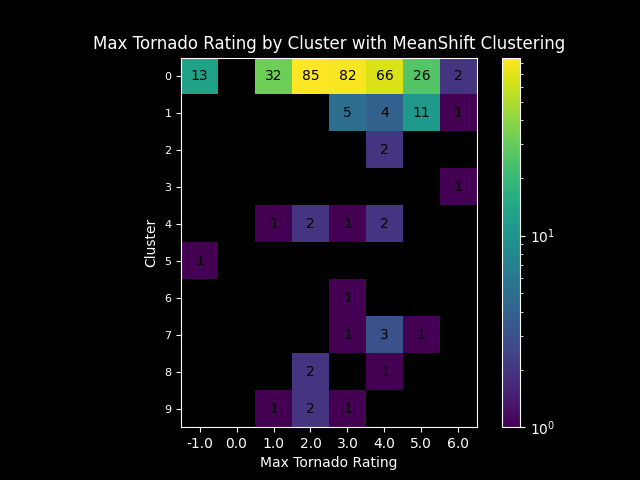 Max Tornado Rating by Cluster with MeanShift Clustering
0 13 32 85 82 66 26 2
1 5 4 11 1
2 2
3 1
4 1 2 1 2
5 1
6 1
7 1 3 1
8 2 1
9 1 2 1
-1.0 0.0 1.0 2.0 3.0 4.0 5.0 6.0
Max Tornado Rating
Cluster
10¹
10⁰